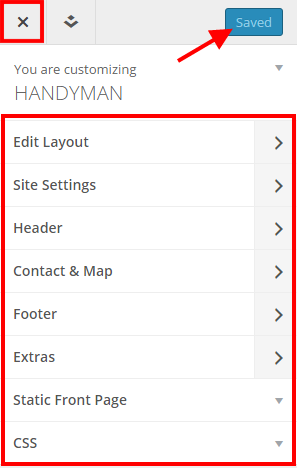 Saved
You are customizing
HANDYMAN
Edit Layout
Site Settings
Header
Contact & Map
Footer
Extras
Static Front Page
CSS